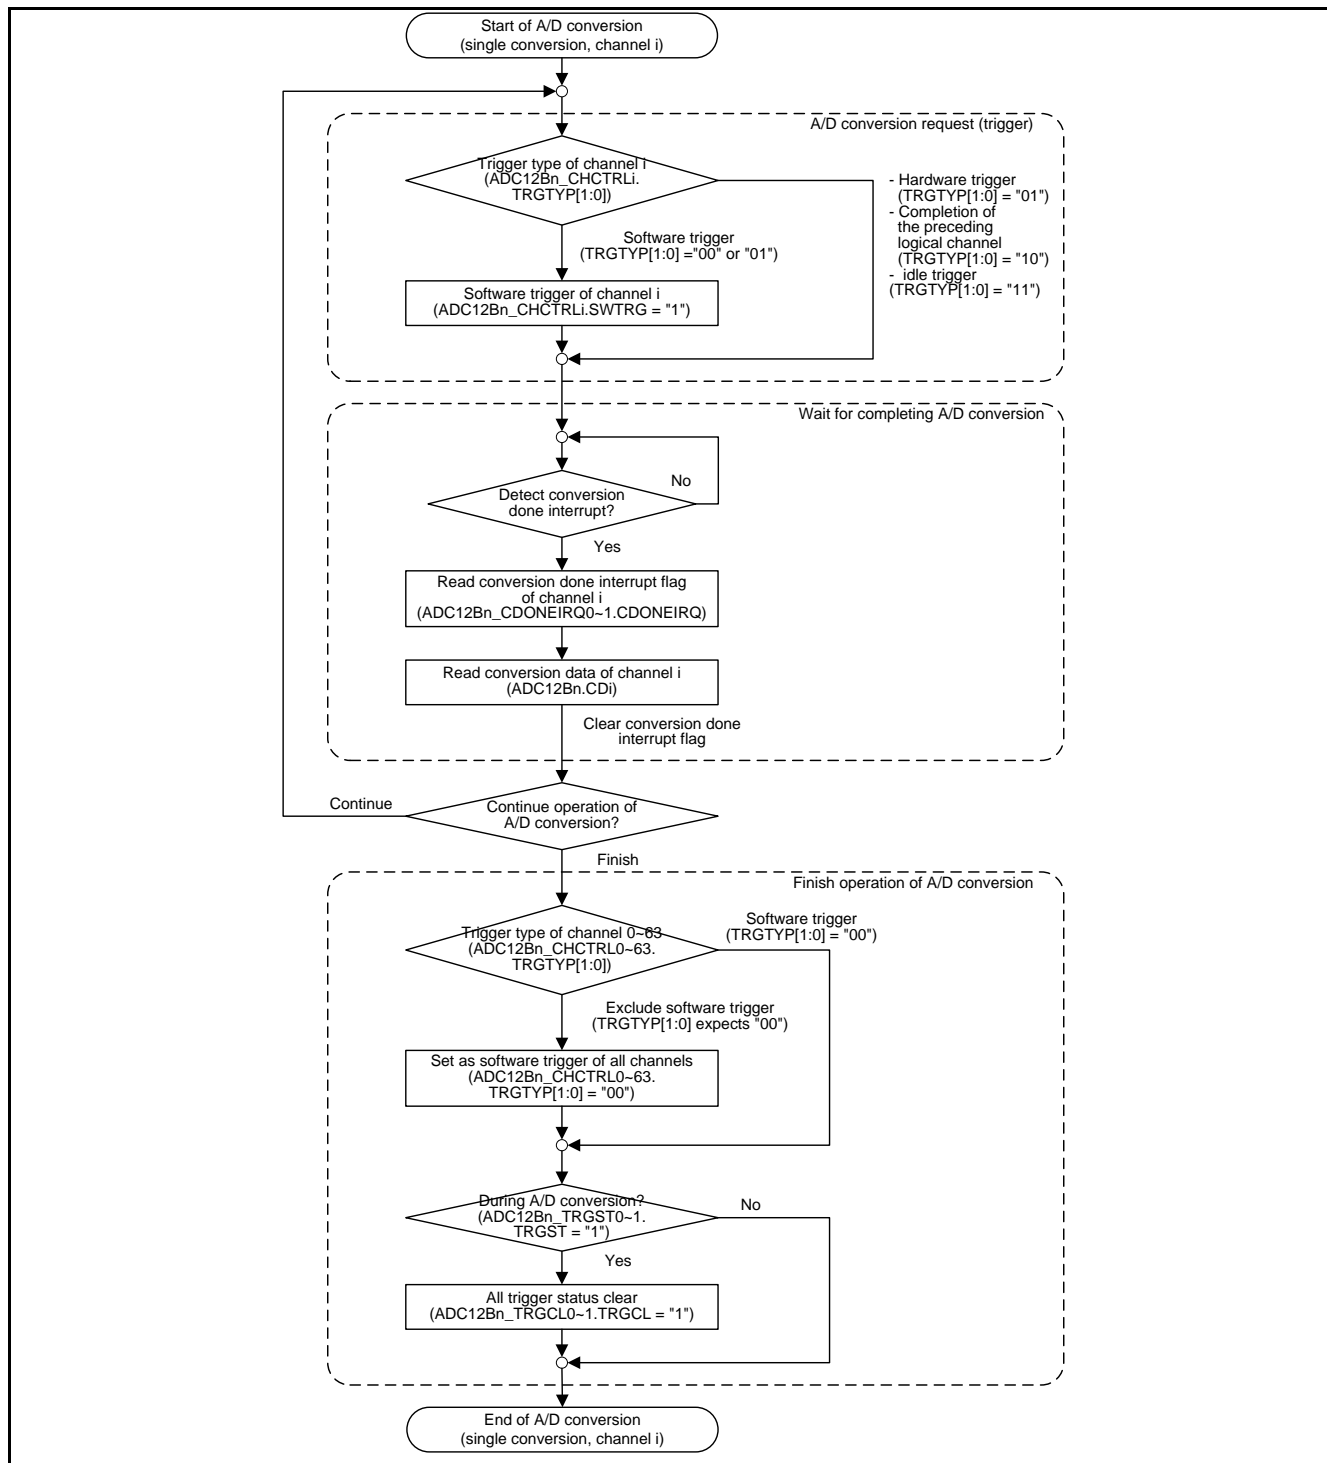 Start of A/D conversion
(single conversion, channel i)
A/D conversion request (trigger)
Trigger type of channel i
(ADC12Bn_CHCTRLi.
TRGTYP[1:0])
- Hardware trigger
(TRGTYP[1:0] = "01")
- Completion of
the preceding
logical channel
(TRGTYP[1:0] = "10")
- idle trigger
(TRGTYP[1:0] = "11")
Software trigger
(TRGTYP[1:0] ="00" or "01")
Software trigger of channel i
(ADC12Bn_CHCTRLi.SWTRG = "1")
Wait for completing A/D conversion
No
Detect conversion
done interrupt?
Yes
Read conversion done interrupt flag
of channel i
(ADC12Bn_CDONEIRQ0~1.CDONEIRQ)
Read conversion data of channel i
(ADC12Bn.CDi)
Clear conversion done
interrupt flag
Continue
Continue operation of
A/D conversion?
Finish
Finish operation of A/D conversion
Trigger type of channel 0~63
(ADC12Bn_CHCTRL0~63.
TRGTYP[1:0])
Software trigger
(TRGTYP[1:0] = "00")
Exclude software trigger
(TRGTYP[1:0] expects "00")
Set as software trigger of all channels
(ADC12Bn_CHCTRL0~63.
TRGTYP[1:0] = "00")
During A/D conversion?
(ADC12Bn_TRGST0~1.
TRGST = "1")
No
Yes
All trigger status clear
(ADC12Bn_TRGCL0~1.TRGCL = "1")
End of A/D conversion
(single conversion, channel i)